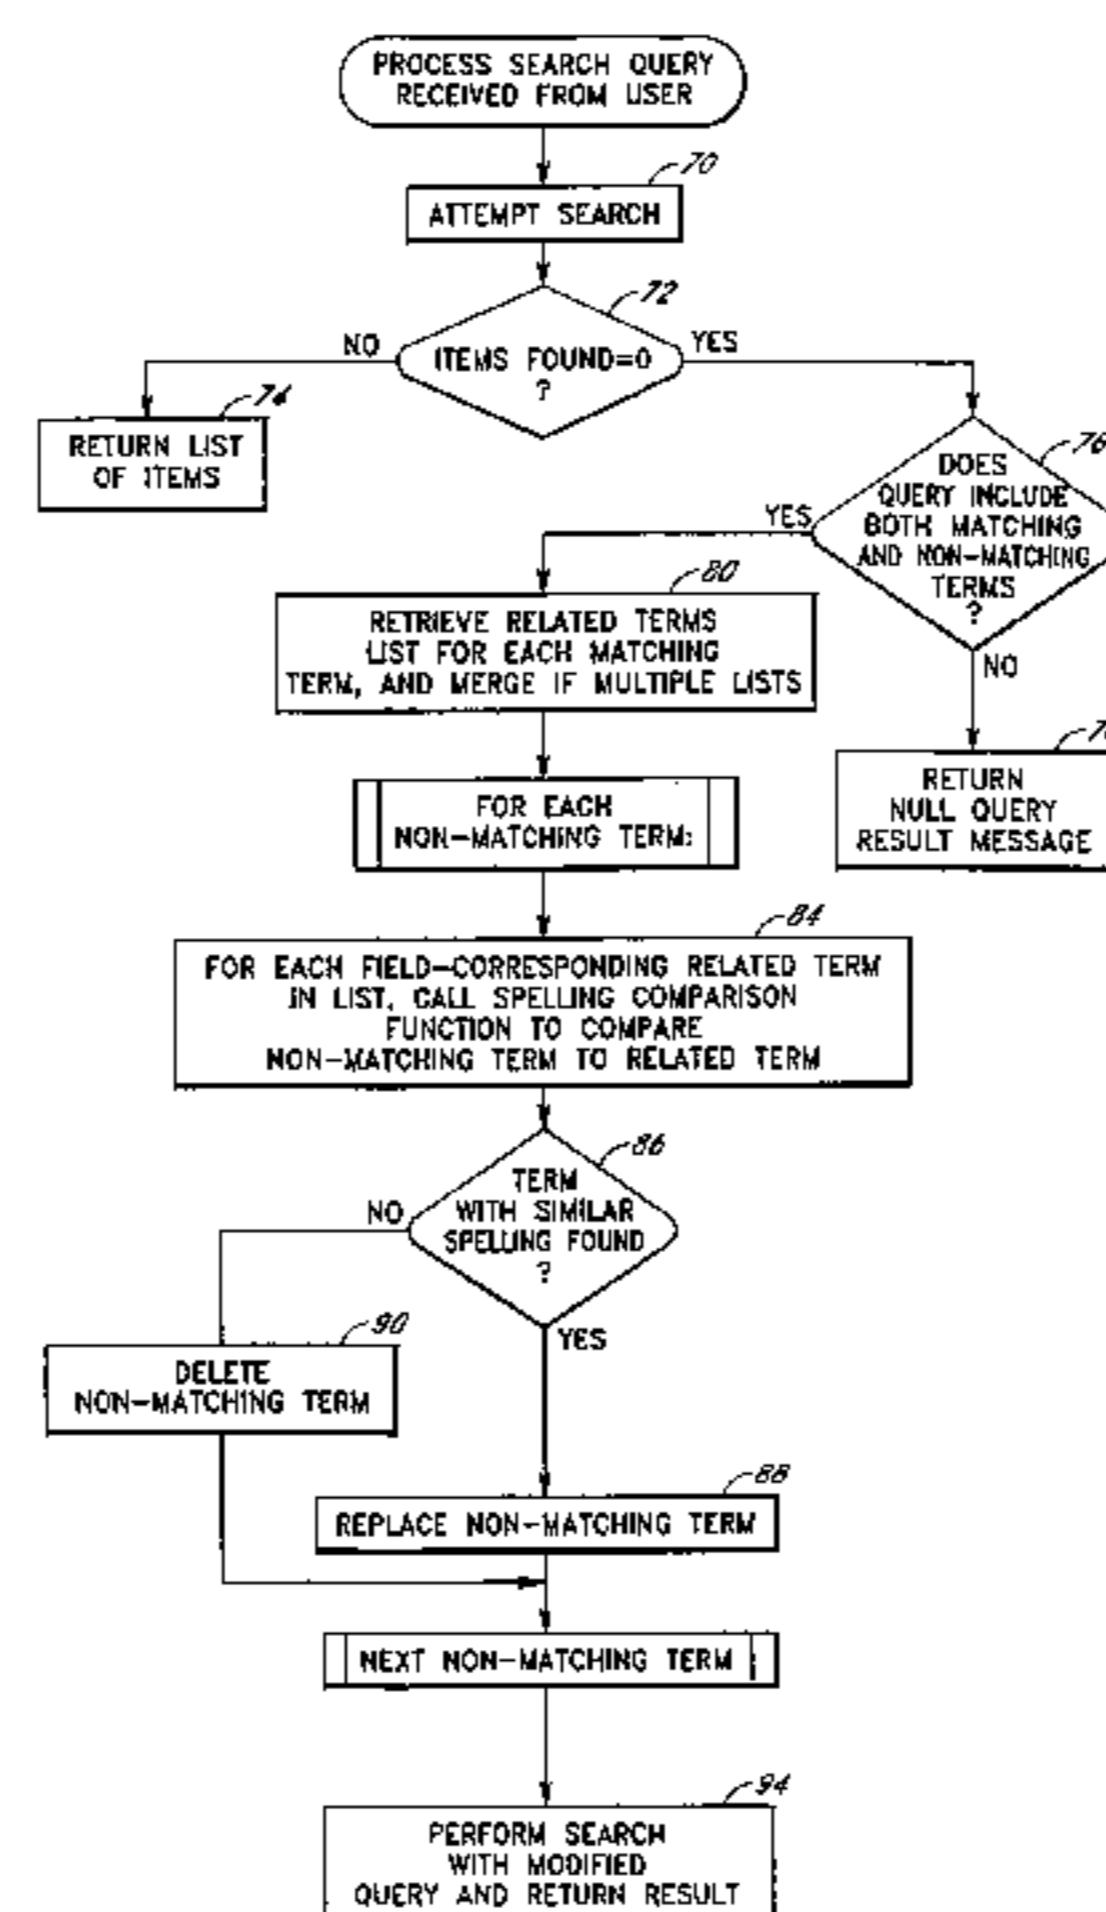 PROCESS SEARCH QUERY
RECEIVED FROM USER
70
ATTEMPT SEARCH
72
NO
ITEMS FOUND=0
?
YES
74
RETURN LIST
OF ITEMS
76
DOES
QUERY INCLUDE
BOTH MATCHING
AND NON-MATCHING
TERMS
?
YES
NO
80
RETRIEVE RELATED TERMS
LIST FOR EACH MATCHING
TERM, AND MERGE IF MULTIPLE LISTS
RETURN
NULL QUERY
RESULT MESSAGE
FOR EACH
NON-MATCHING TERM:
84
FOR EACH FIELD-CORRESPONDING RELATED TERM
IN LIST, CALL SPELLING COMPARISON
FUNCTION TO COMPARE
NON-MATCHING TERM TO RELATED TERM
86
TERM
WITH SIMILAR
SPELLING FOUND
?
NO
YES
90
DELETE
NON-MATCHING TERM
88
REPLACE NON-MATCHING TERM
NEXT NON-MATCHING TERM
94
PERFORM SEARCH
WITH MODIFIED
QUERY AND RETURN RESULT